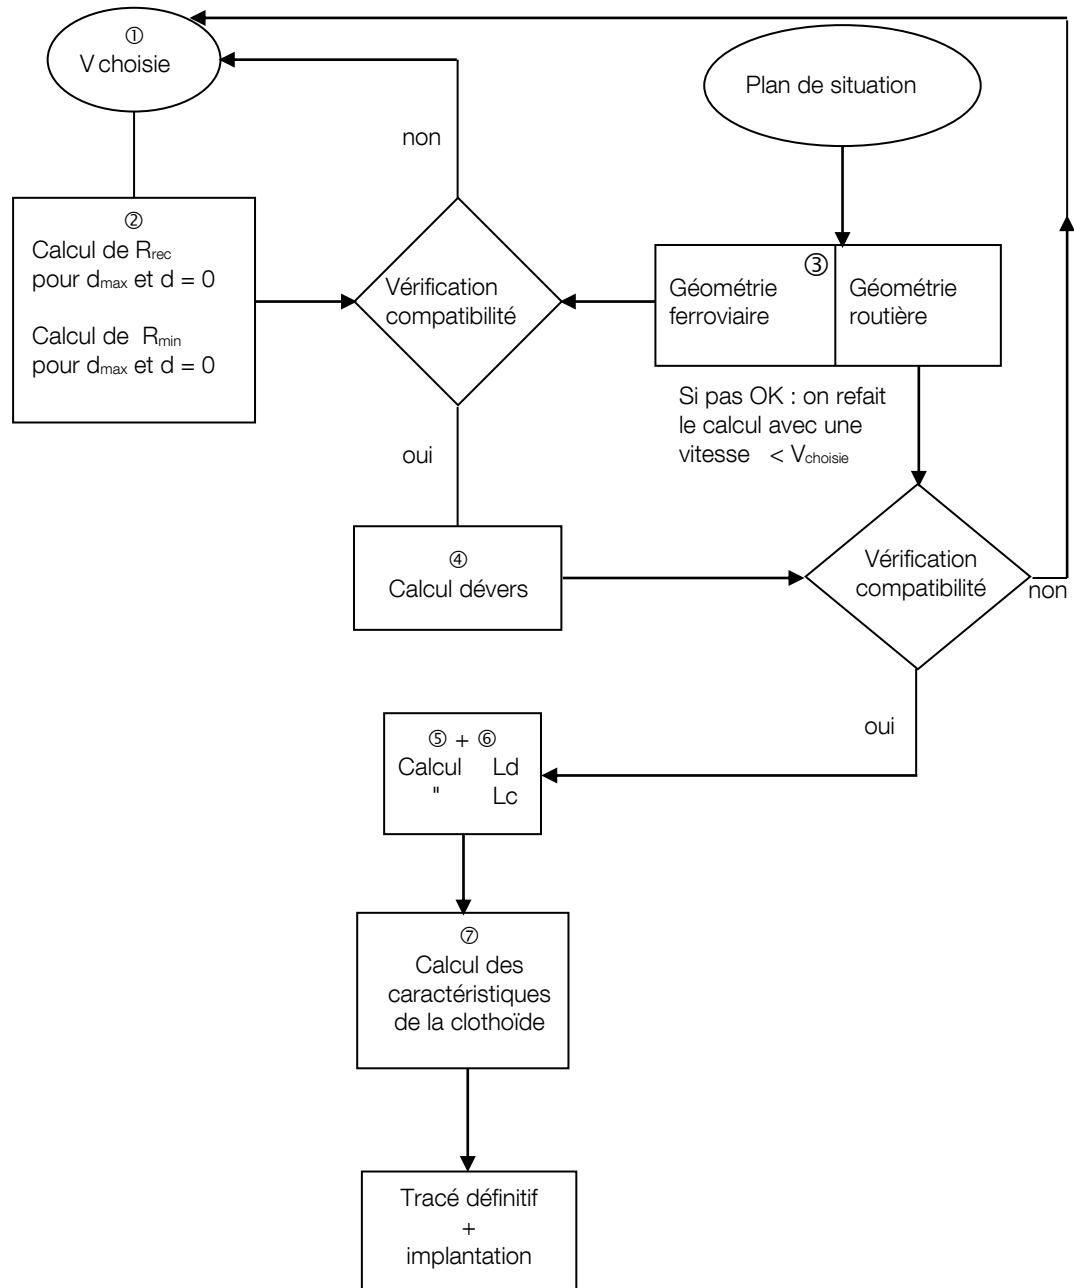 ①
V choisie
Plan de situation
non
②
Calcul de Rrec
pour dmax et d = 0
Calcul de Rmin
pour dmax et d = 0
Vérification
compatibilité
③
Géométrie
ferroviaire
Géométrie
routière
Si pas OK : on refait
le calcul avec une
vitesse < Vchoisie
oui
④
Calcul dévers
Vérification
compatibilité
non
oui
⑤ + ⑥
Calcul Ld
" Lc
⑦
Calcul des
caractéristiques
de la clothoïde
Tracé définitif
+
implantation